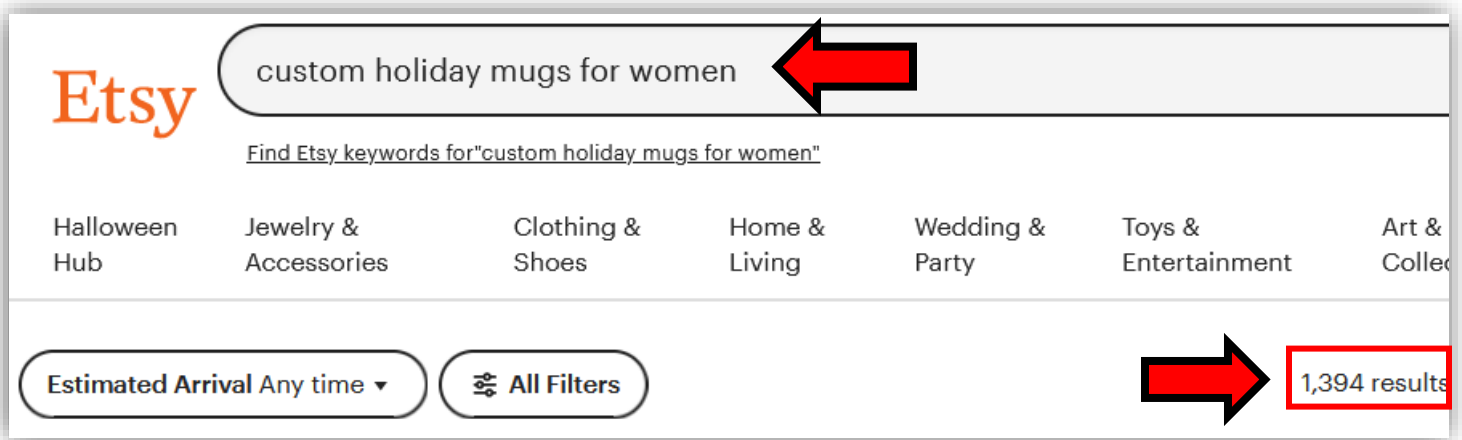 custom holiday mugs for women
Etsy
Find Etsy keywords for"custom holiday mugs for women"
Halloween Jewelry & Clothing & Home & Wedding & Toys & Art &
Hub Accessories Shoes Living Party Entertainment Collec
Estimated Arrival Any time ▾ All Filters 1,394 results